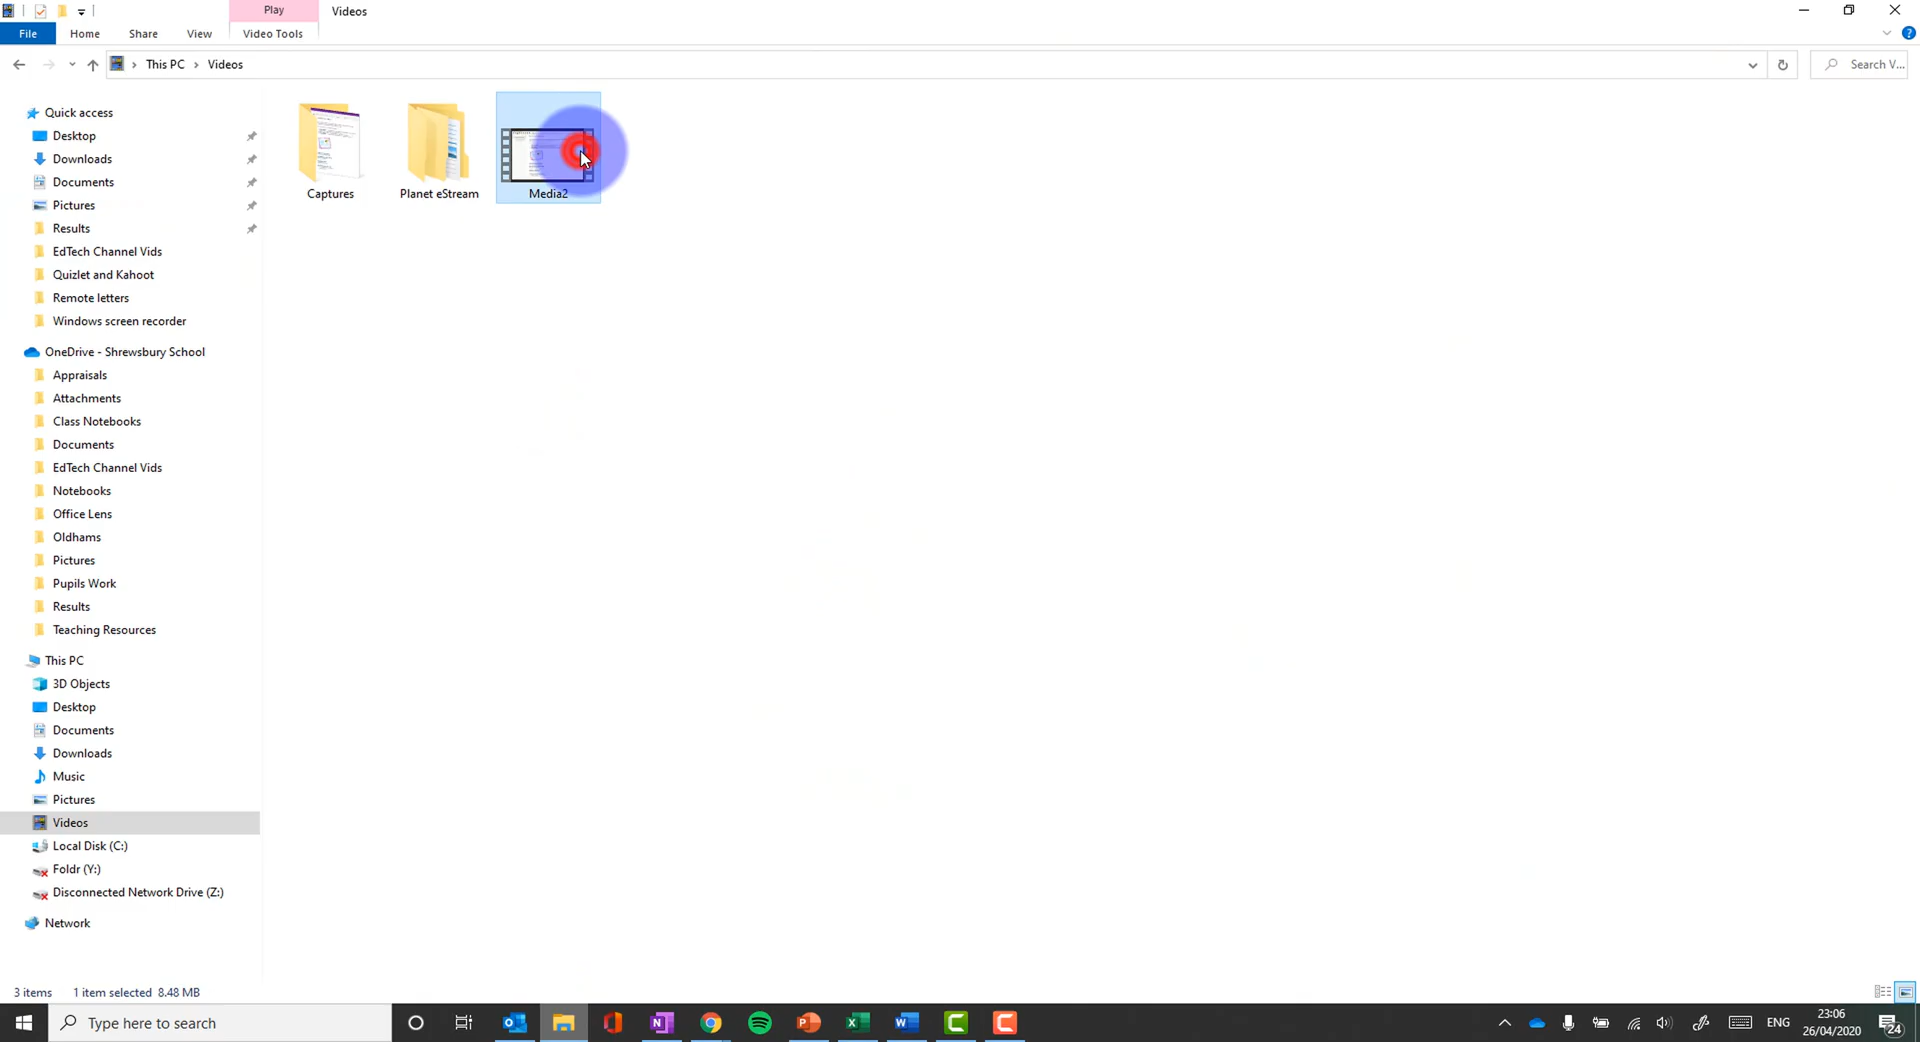 Play
Videos
File
Home
Share
View
Video Tools
This PC
Videos
Search V...
Quick access
Desktop
Downloads
Documents
Pictures
Results
EdTech Channel Vids
Quizlet and Kahoot
Remote letters
Windows screen recorder
OneDrive - Shrewsbury School
Appraisals
Attachments
Class Notebooks
Documents
EdTech Channel Vids
Notebooks
Office Lens
Oldhams
Pictures
Pupils Work
Results
Teaching Resources
This PC
3D Objects
Desktop
Documents
Downloads
Music
Pictures
Videos
Local Disk (C:)
Foldr (Y:)
Disconnected Network Drive (Z:)
Network
Captures
Planet eStream
Media2
3 items
1 item selected 8.48 MB
Type here to search
ENG
23:06
26/04/2020
24